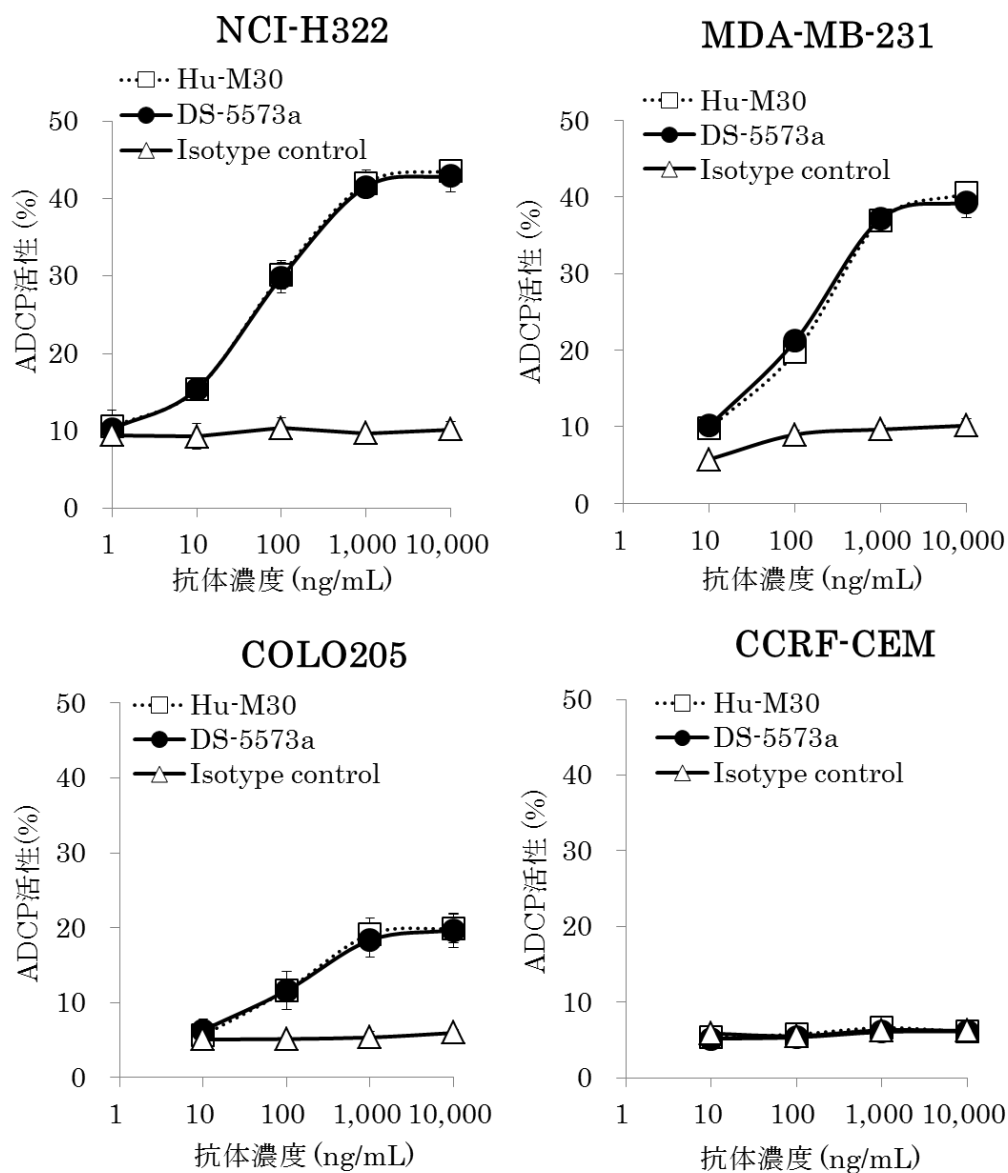 NCI-H322
Hu-M30
DS-5573a
Isotype control
50
40
30
20
10
0
ADCP活性 (%)
1 10 100 1,000 10,000
抗体濃度 (ng/mL)
MDA-MB-231
Hu-M30
DS-5573a
Isotype control
50
40
30
20
10
0
ADCP活性 (%)
1 10 100 1,000 10,000
抗体濃度 (ng/mL)
COLO205
Hu-M30
DS-5573a
Isotype control
50
40
30
20
10
0
ADCP活性(%)
1 10 100 1,000 10,000
抗体濃度 (ng/mL)
CCRF-CEM
Hu-M30
DS-5573a
Isotype control
50
40
30
20
10
0
ADCP活性 (%)
1 10 100 1,000 10,000
抗体濃度 (ng/mL)